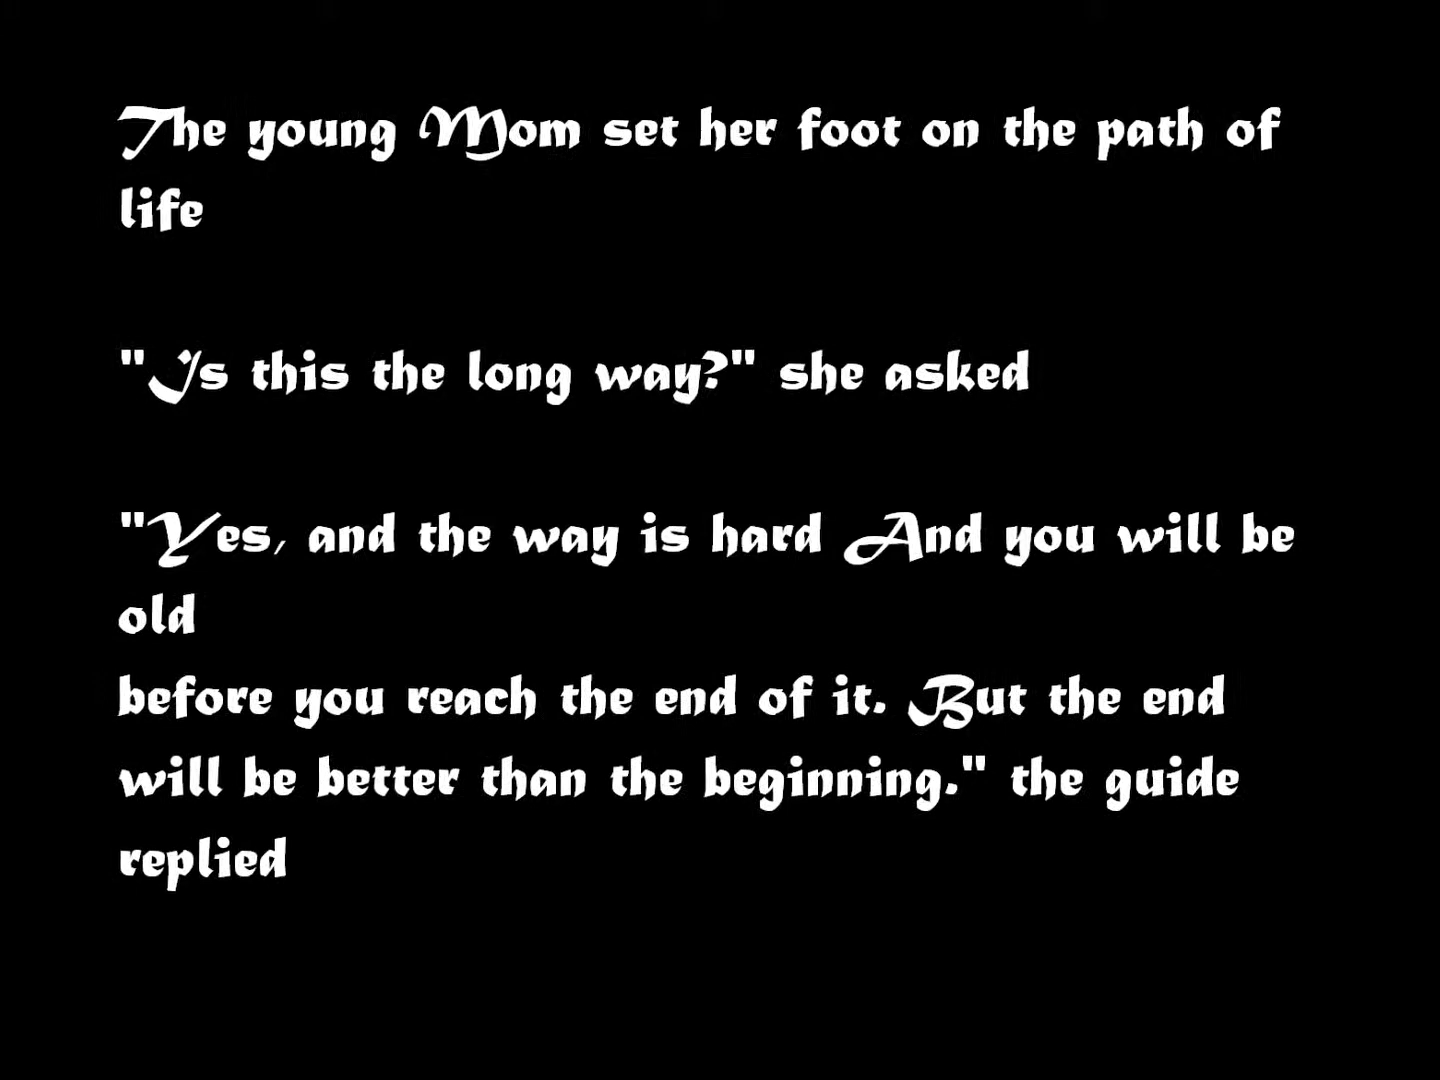 The young Mom set her foot on the path of
life
"Is this the long way?" she asked
"Yes, and the way is hard And you will be
old
before you reach the end of it. But the end
will be better than the beginning." the guide
replied